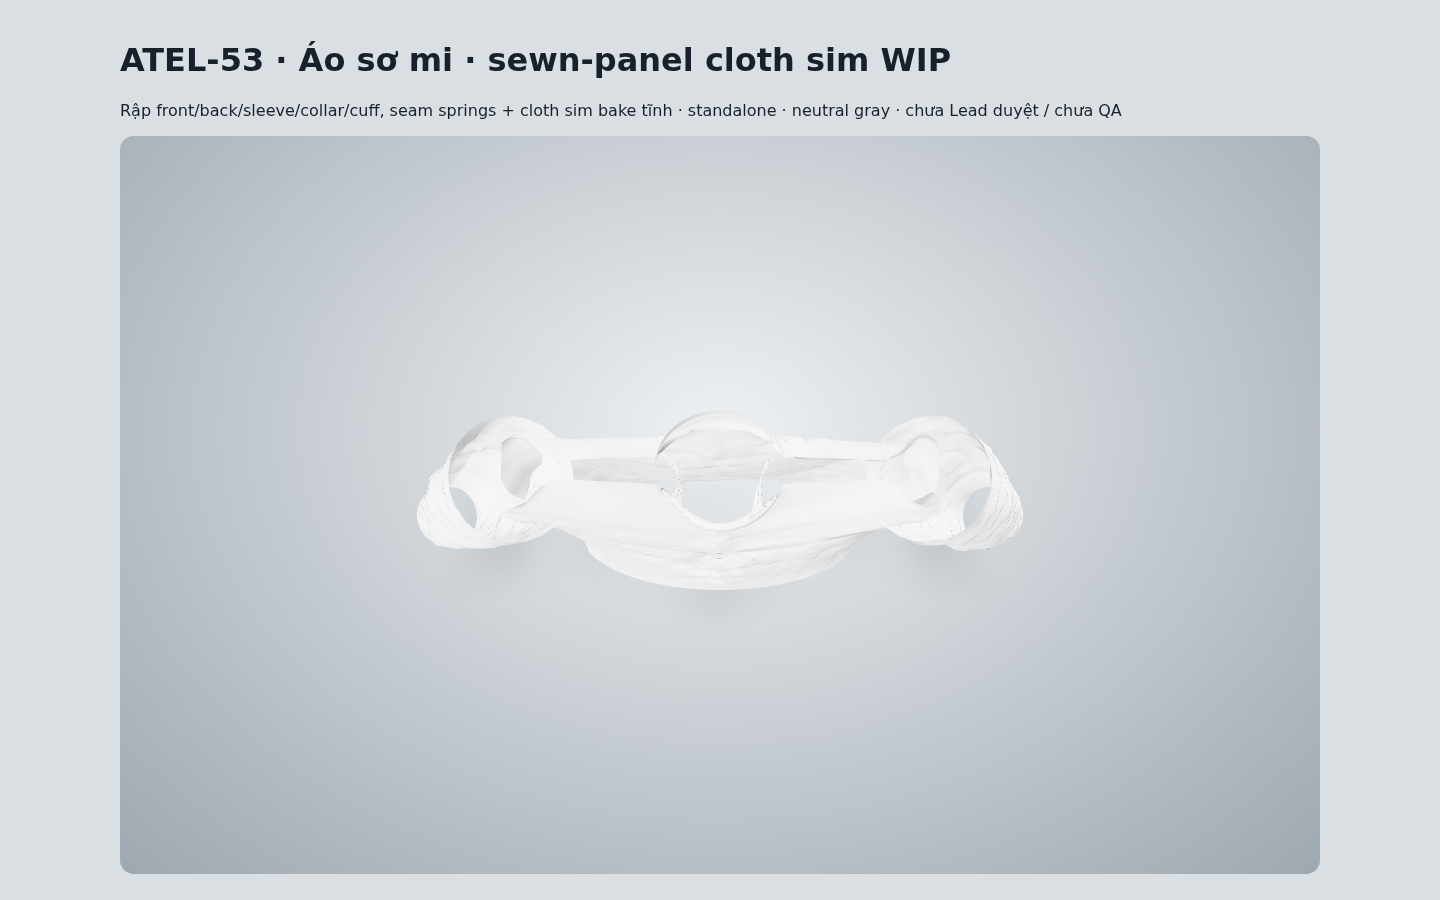 ATEL-53 · Áo sơ mi · sewn-panel cloth sim WIP
Rập front/back/sleeve/collar/cuff, seam springs + cloth sim bake tĩnh · standalone · neutral gray · chưa Lead duyệt / chưa QA